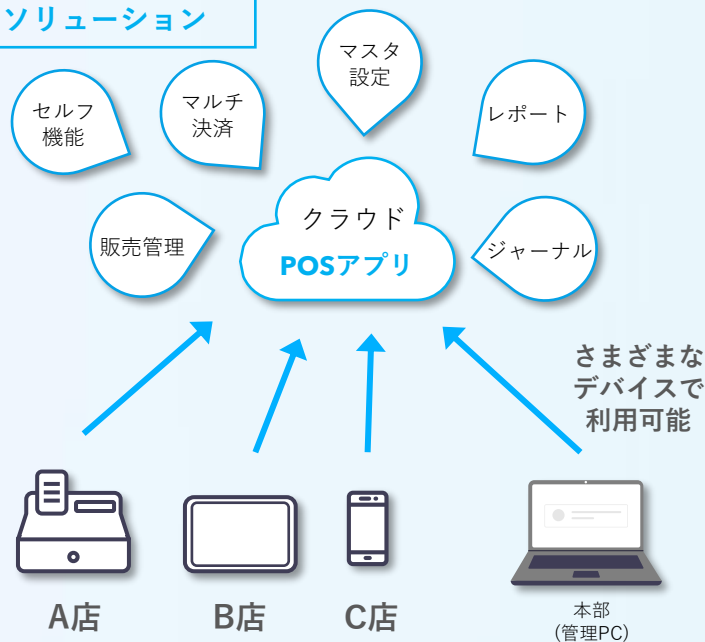 ソリューション
マスタ
設定
セルフ
機能
マルチ
決済
レポート
販売管理
クラウド
POSアプリ
ジャーナル
さまざまな
デバイスで
利用可能
A店
B店
C店
本部
(管理PC)